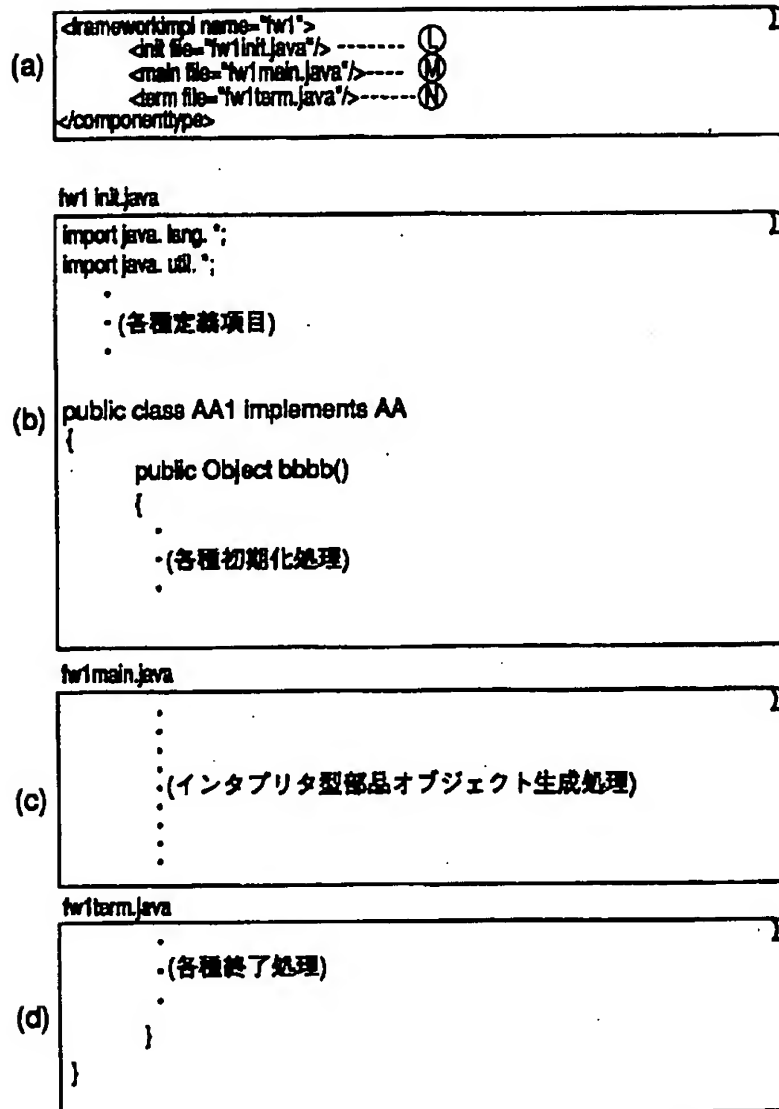 (a)
<frameworkimpl name="fw1">
<init file="fw1init.java"/> ------- Ⓛ
<main file="fw1main.java"/>---- Ⓜ
<term file="fw1term.java"/>------Ⓝ
</componenttype>
fw1 init.java
import java. lang. *;
import java. util. *;
・
・(各種定義項目)
・
(b)
public class AA1 implements AA
{
public Object bbbb()
{
・
・(各種初期化処理)
・
fw1main.java
(c)
・
・
・
・(インタプリタ型部品オブジェクト生成処理)
・
・
・
・
fw1term.java
(d)
・
・(各種終了処理)
・
}
}